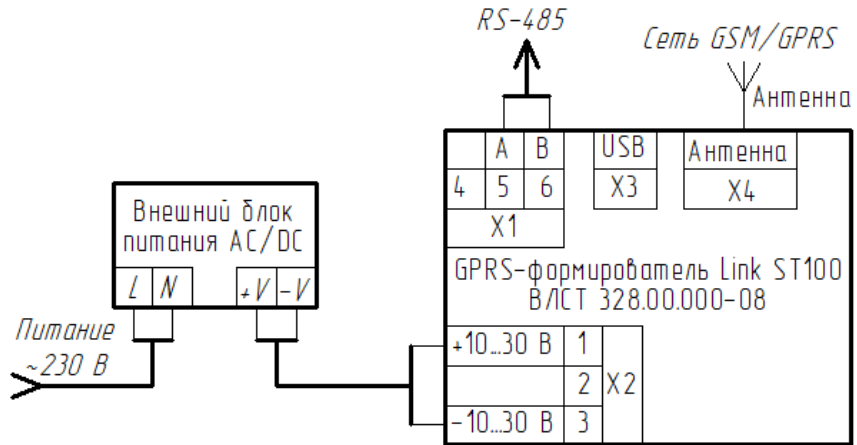 RS-485
Сеть GSM/GPRS
Антенна
A B USB Антенна
4 5 6 X3 X4
X1
Внешний блок
питания AC/DC
L N +V -V
GPRS-формирователь Link ST100
ВЛСТ 328.00.000-08
Питание
~230 В
+10...30 В 1
2 X2
-10...30 В 3